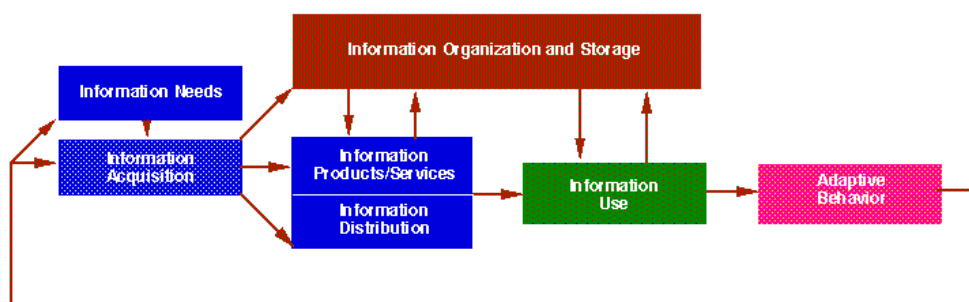 Information Organization and Storage
Information Needs
Information
Acquisition
Information
Products/Services
Information
Distribution
Information
Use
Adaptive
Behavior